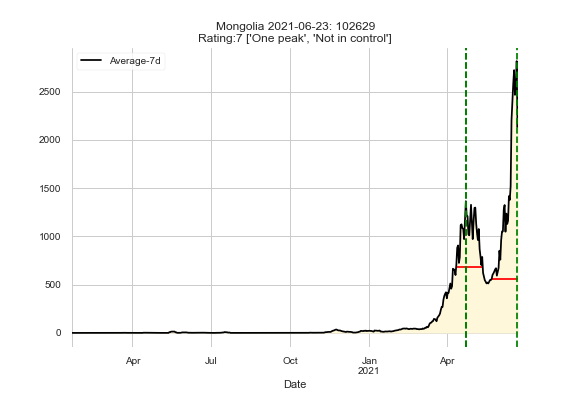 Mongolia 2021-06-23: 102629
Rating:7 ['One peak', 'Not in control']
Average-7d
2500
2000
1500
1000
500
0
Apr
Jul
Oct
Jan
2021
Apr
Date